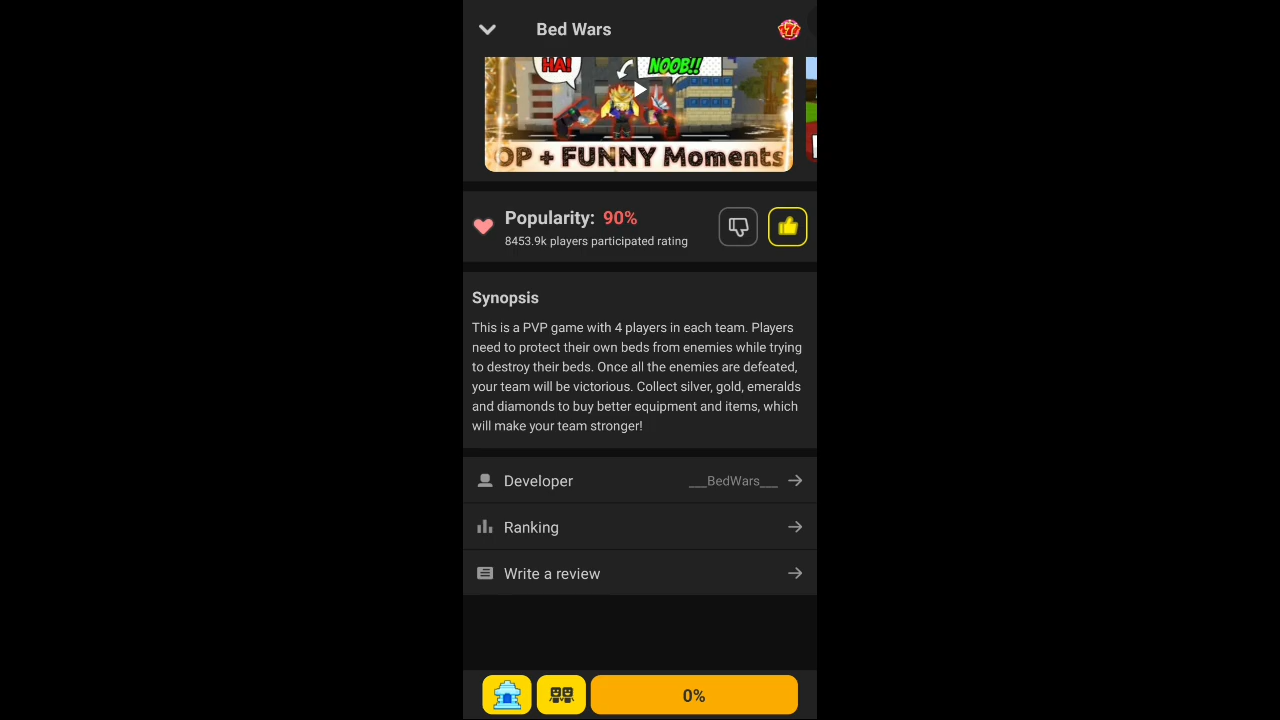 Bed Wars
7
HA!
NOOB!!
OP + FUNNY Moments
Popularity: 90%
8453.9k players participated rating
Synopsis
This is a PVP game with 4 players in each team. Players
need to protect their own beds from enemies while trying
to destroy their beds. Once all the enemies are defeated,
your team will be victorious. Collect silver, gold, emeralds
and diamonds to buy better equipment and items, which
will make your team stronger!
Developer ___BedWars___
Ranking
Write a review
0%